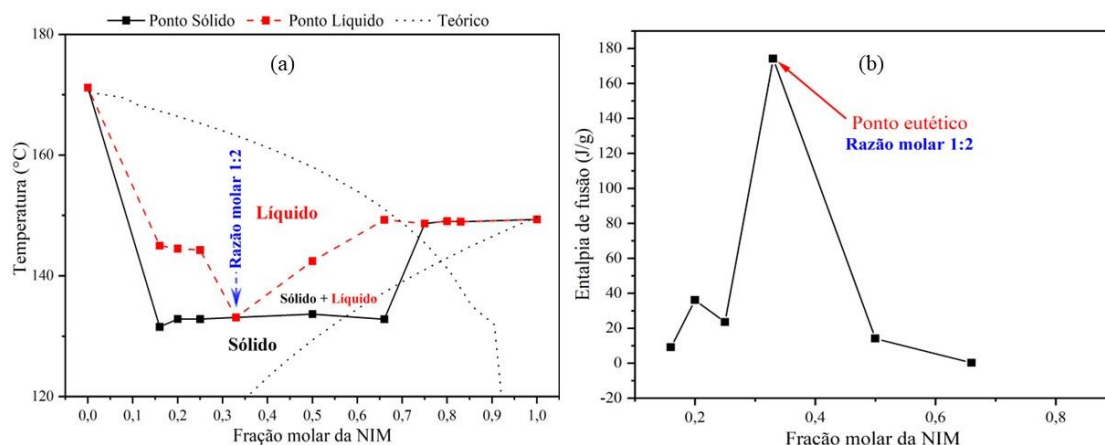 Ponto Sólido Ponto Líquido Teórico
180
160
140
120
Temperatura (°C)
(a)
Razão molar 1:2
Líquido
Sólido + Líquido
Sólido
0,0 0,1 0,2 0,3 0,4 0,5 0,6 0,7 0,8 0,9 1,0
Fração molar da NIM
180
160
140
120
100
80
60
40
20
0
-20
Entalpia de fusão (J/g)
(b)
Ponto eutético
Razão molar 1:2
0,2 0,4 0,6 0,8
Fração molar da NIM